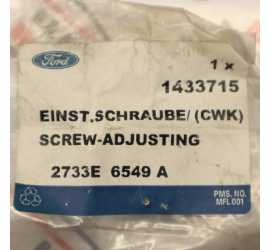 Ford
1 x
1433715
EINST.SCHRAUBE/ (CWK)
SCREW-ADJUSTING
2733E 6549 A
PMS. NO.
MFL001